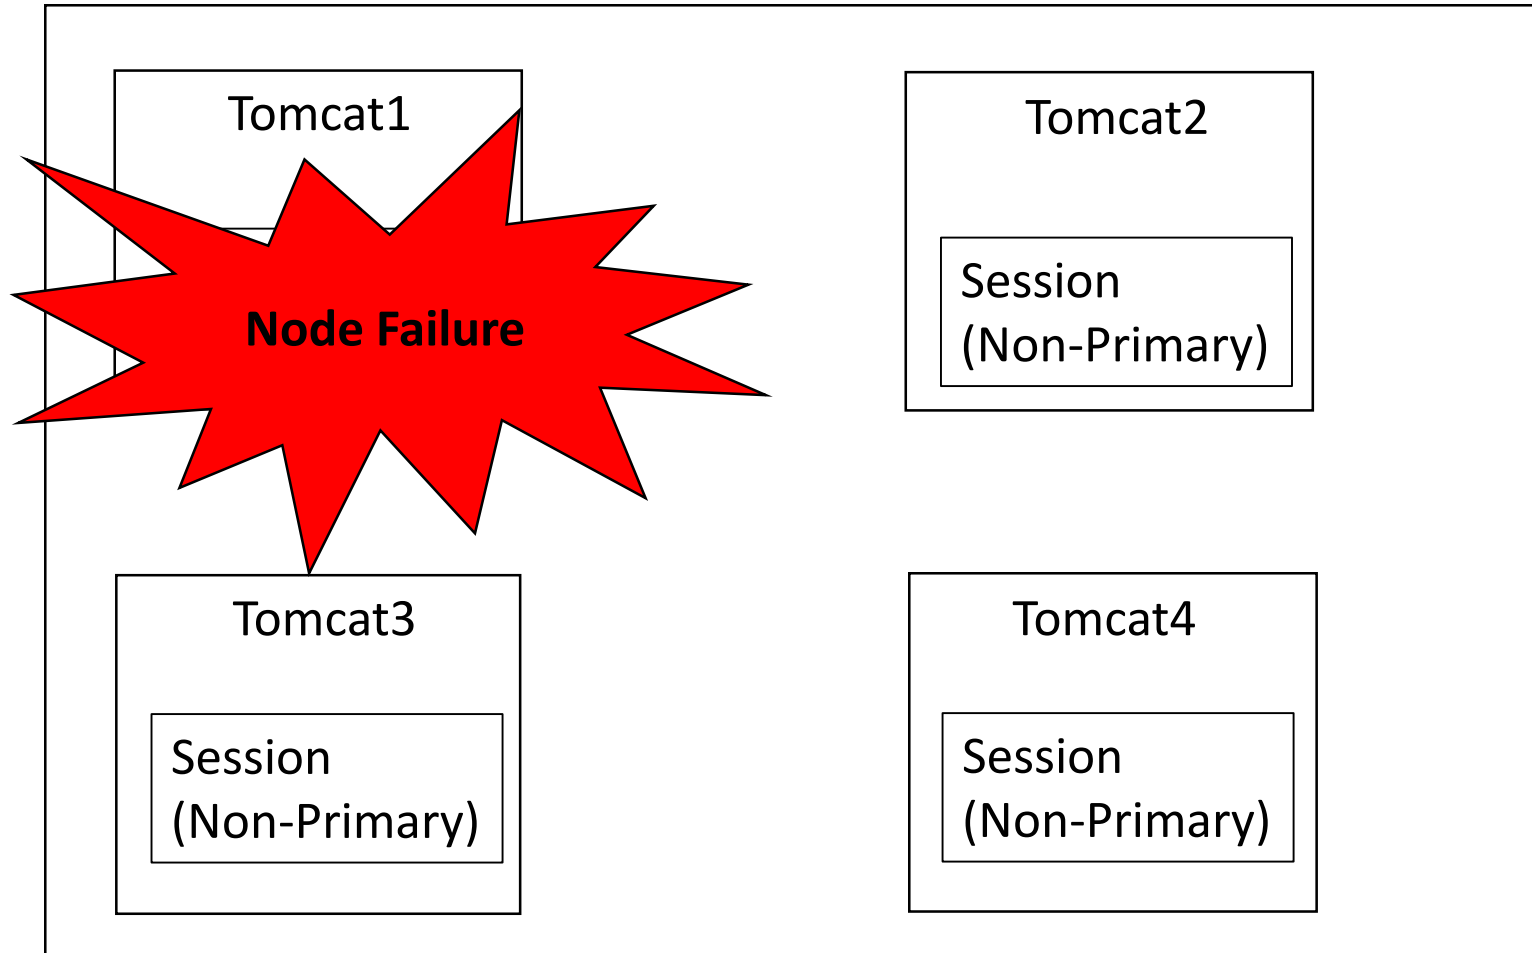 Tomcat1
Tomcat2
Node Failure
Session
(Non-Primary)
Tomcat3
Tomcat4
Session
(Non-Primary)
Session
(Non-Primary)